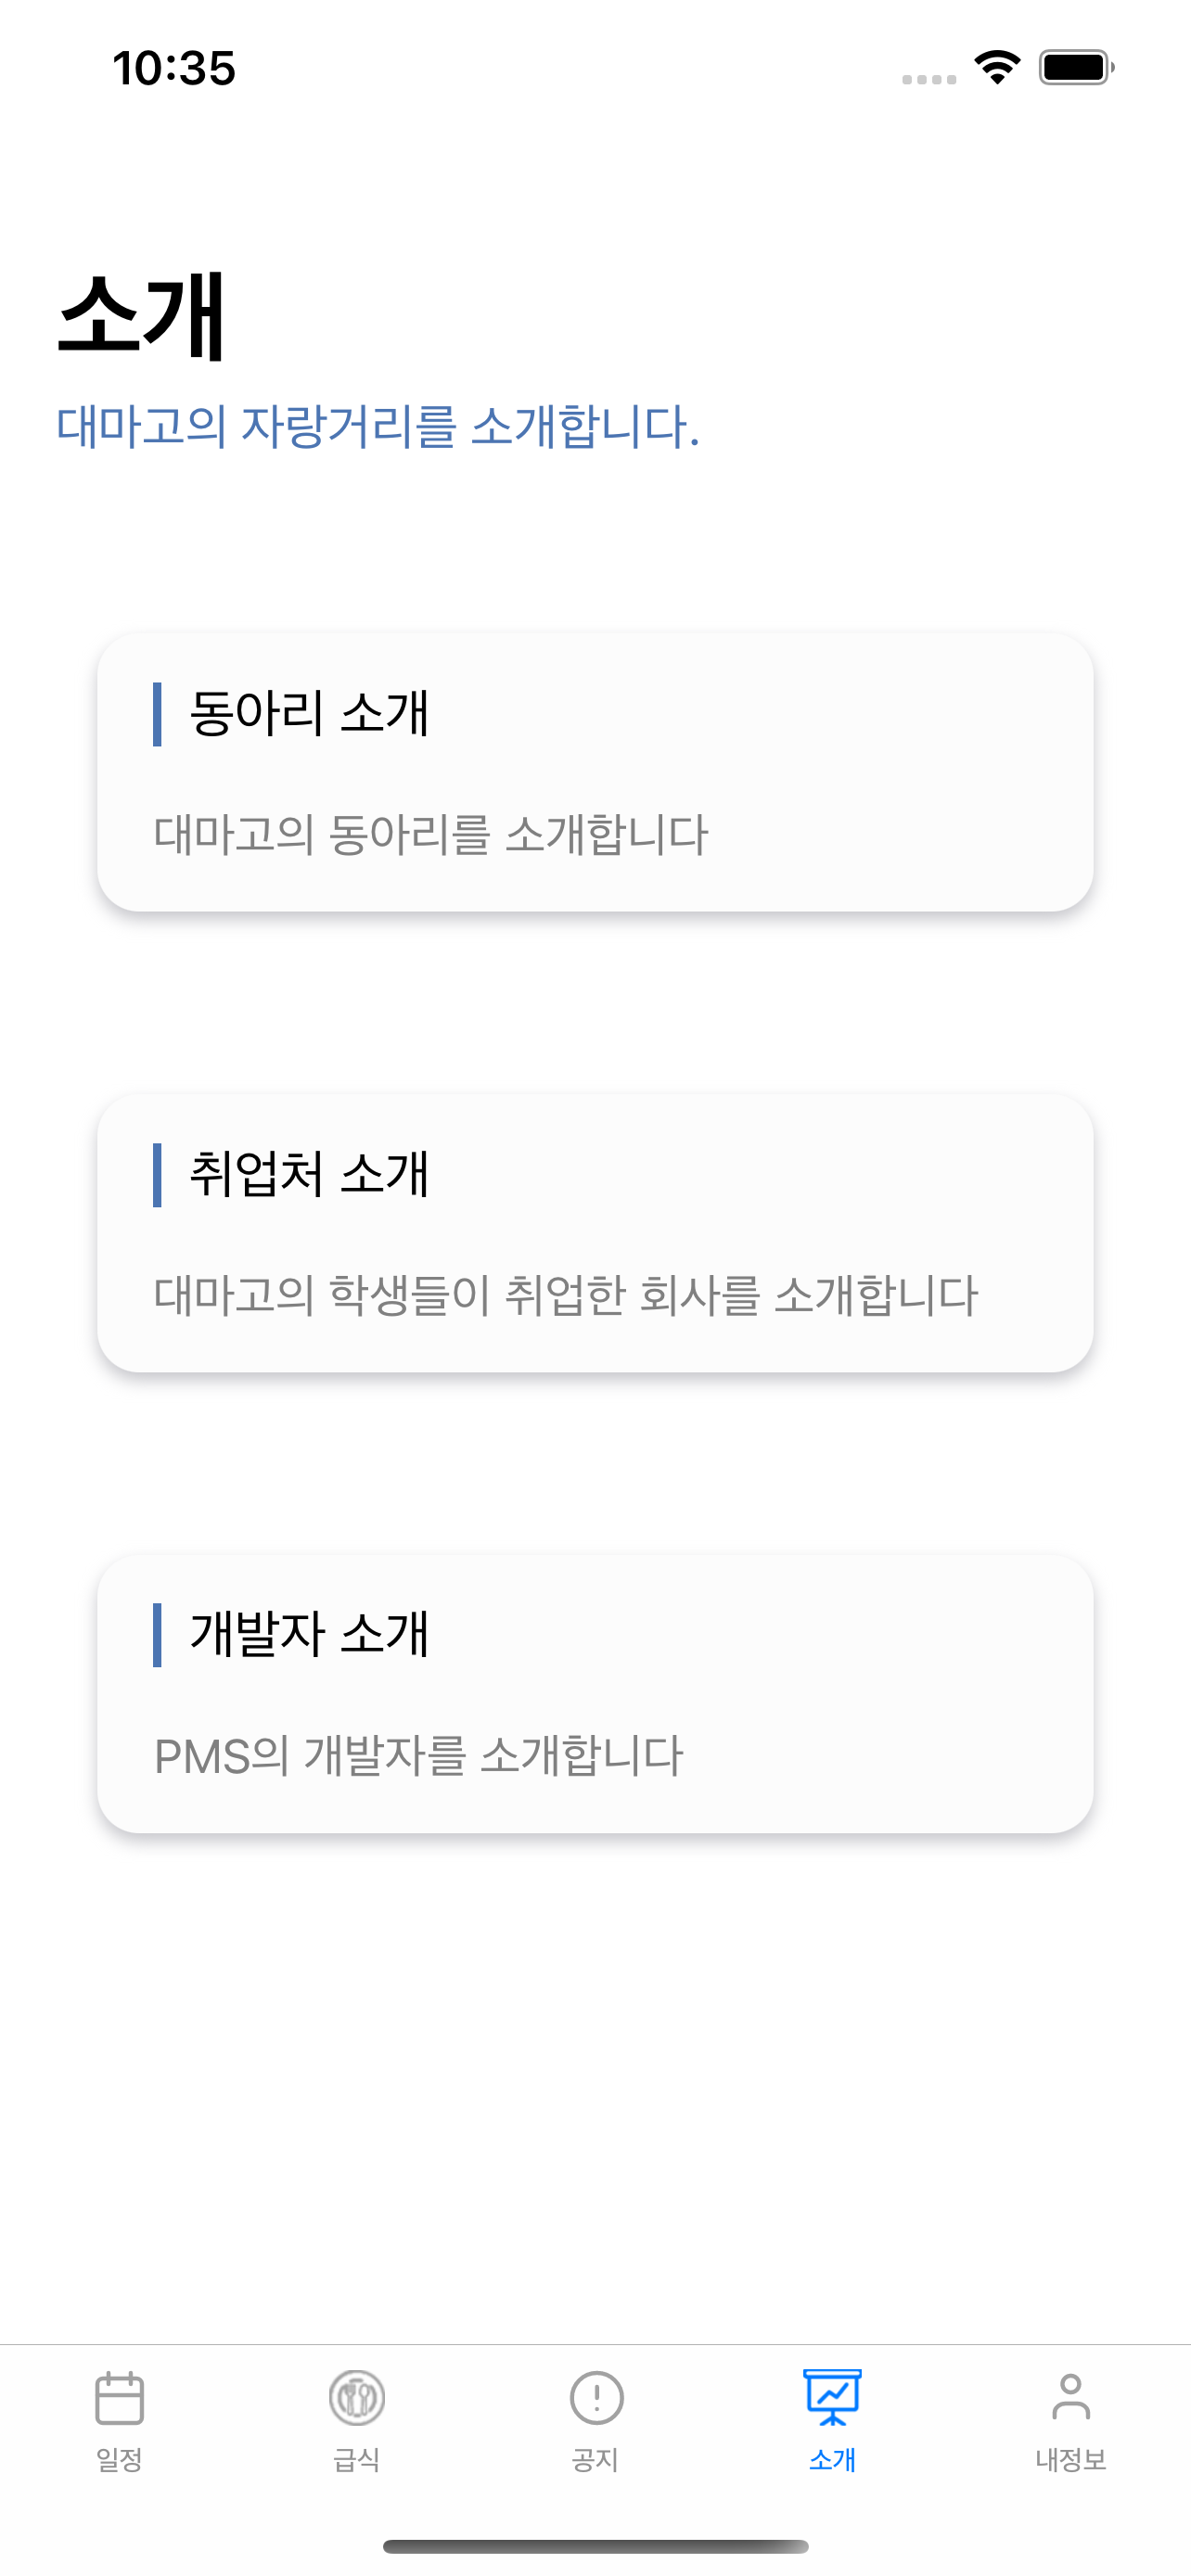 10:35
소개
대마고의 자랑거리를 소개합니다.
동아리 소개
대마고의 동아리를 소개합니다
취업처 소개
대마고의 학생들이 취업한 회사를 소개합니다
개발자 소개
PMS의 개발자를 소개합니다
일정 급식 공지 소개 내정보